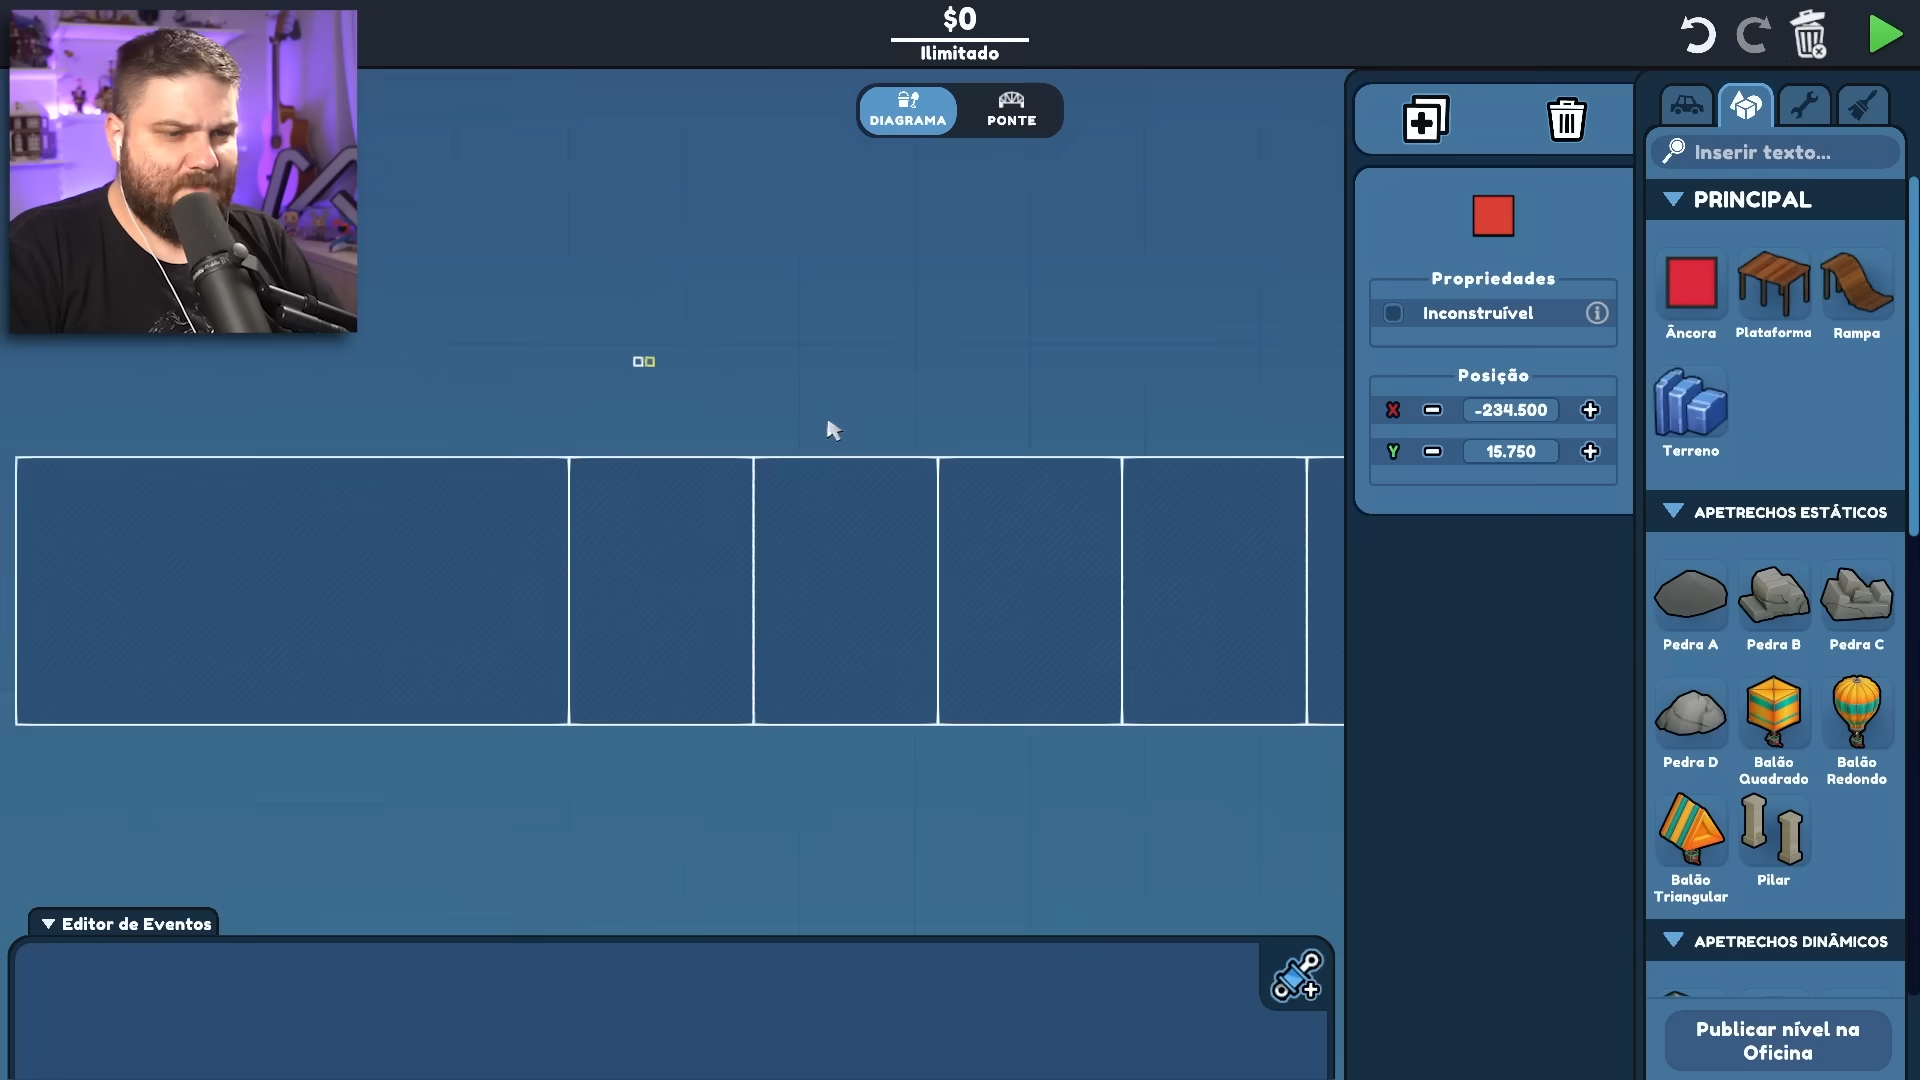 $0
Ilimitado
DIAGRAMA
PONTE
Inserir texto...
PRINCIPAL
Âncora
Plataforma
Rampa
Terreno
Propriedades
Inconstruível
Posição
X
-234.500
Y
15.750
APETRECHOS ESTÁTICOS
Pedra A
Pedra B
Pedra C
Pedra D
Balão
Quadrado
Balão
Redondo
Balão
Triangular
Pilar
APETRECHOS DINÂMICOS
Editor de Eventos
Publicar nível na
Oficina